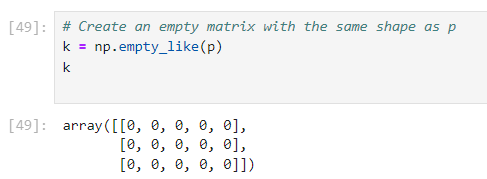 [49]: # Create an empty matrix with the same shape as p
k = np.empty_like(p)
k
[49]: array([[0, 0, 0, 0, 0],
[0, 0, 0, 0, 0],
[0, 0, 0, 0, 0]])